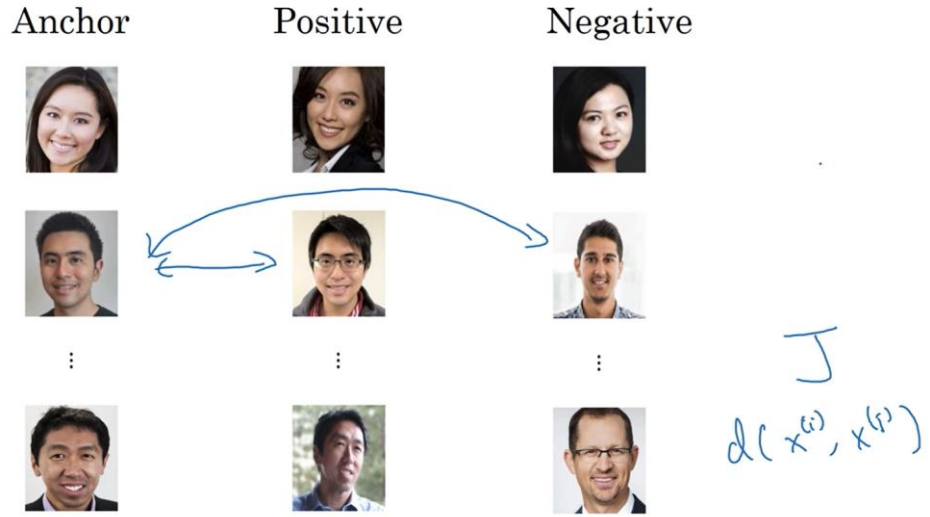 Anchor Positive Negative
J
d(x^(i), x^(j))